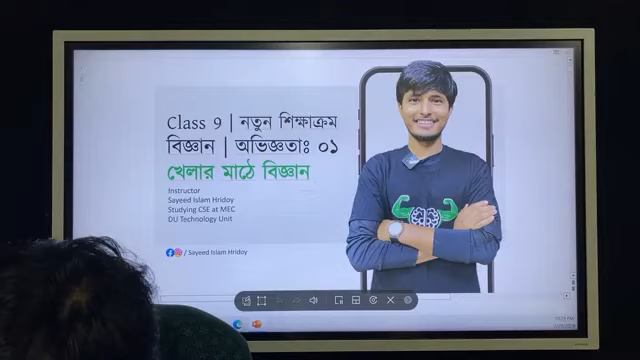 Class 9 | নতুন শিক্ষাক্রম
বিজ্ঞান | অভিজ্ঞতাঃ ০১
খেলার মাঠে বিজ্ঞান
Instructor
Sayeed Islam Hridoy
Studying CSE at MEC
DU Technology Unit
/ Sayeed Islam Hridoy